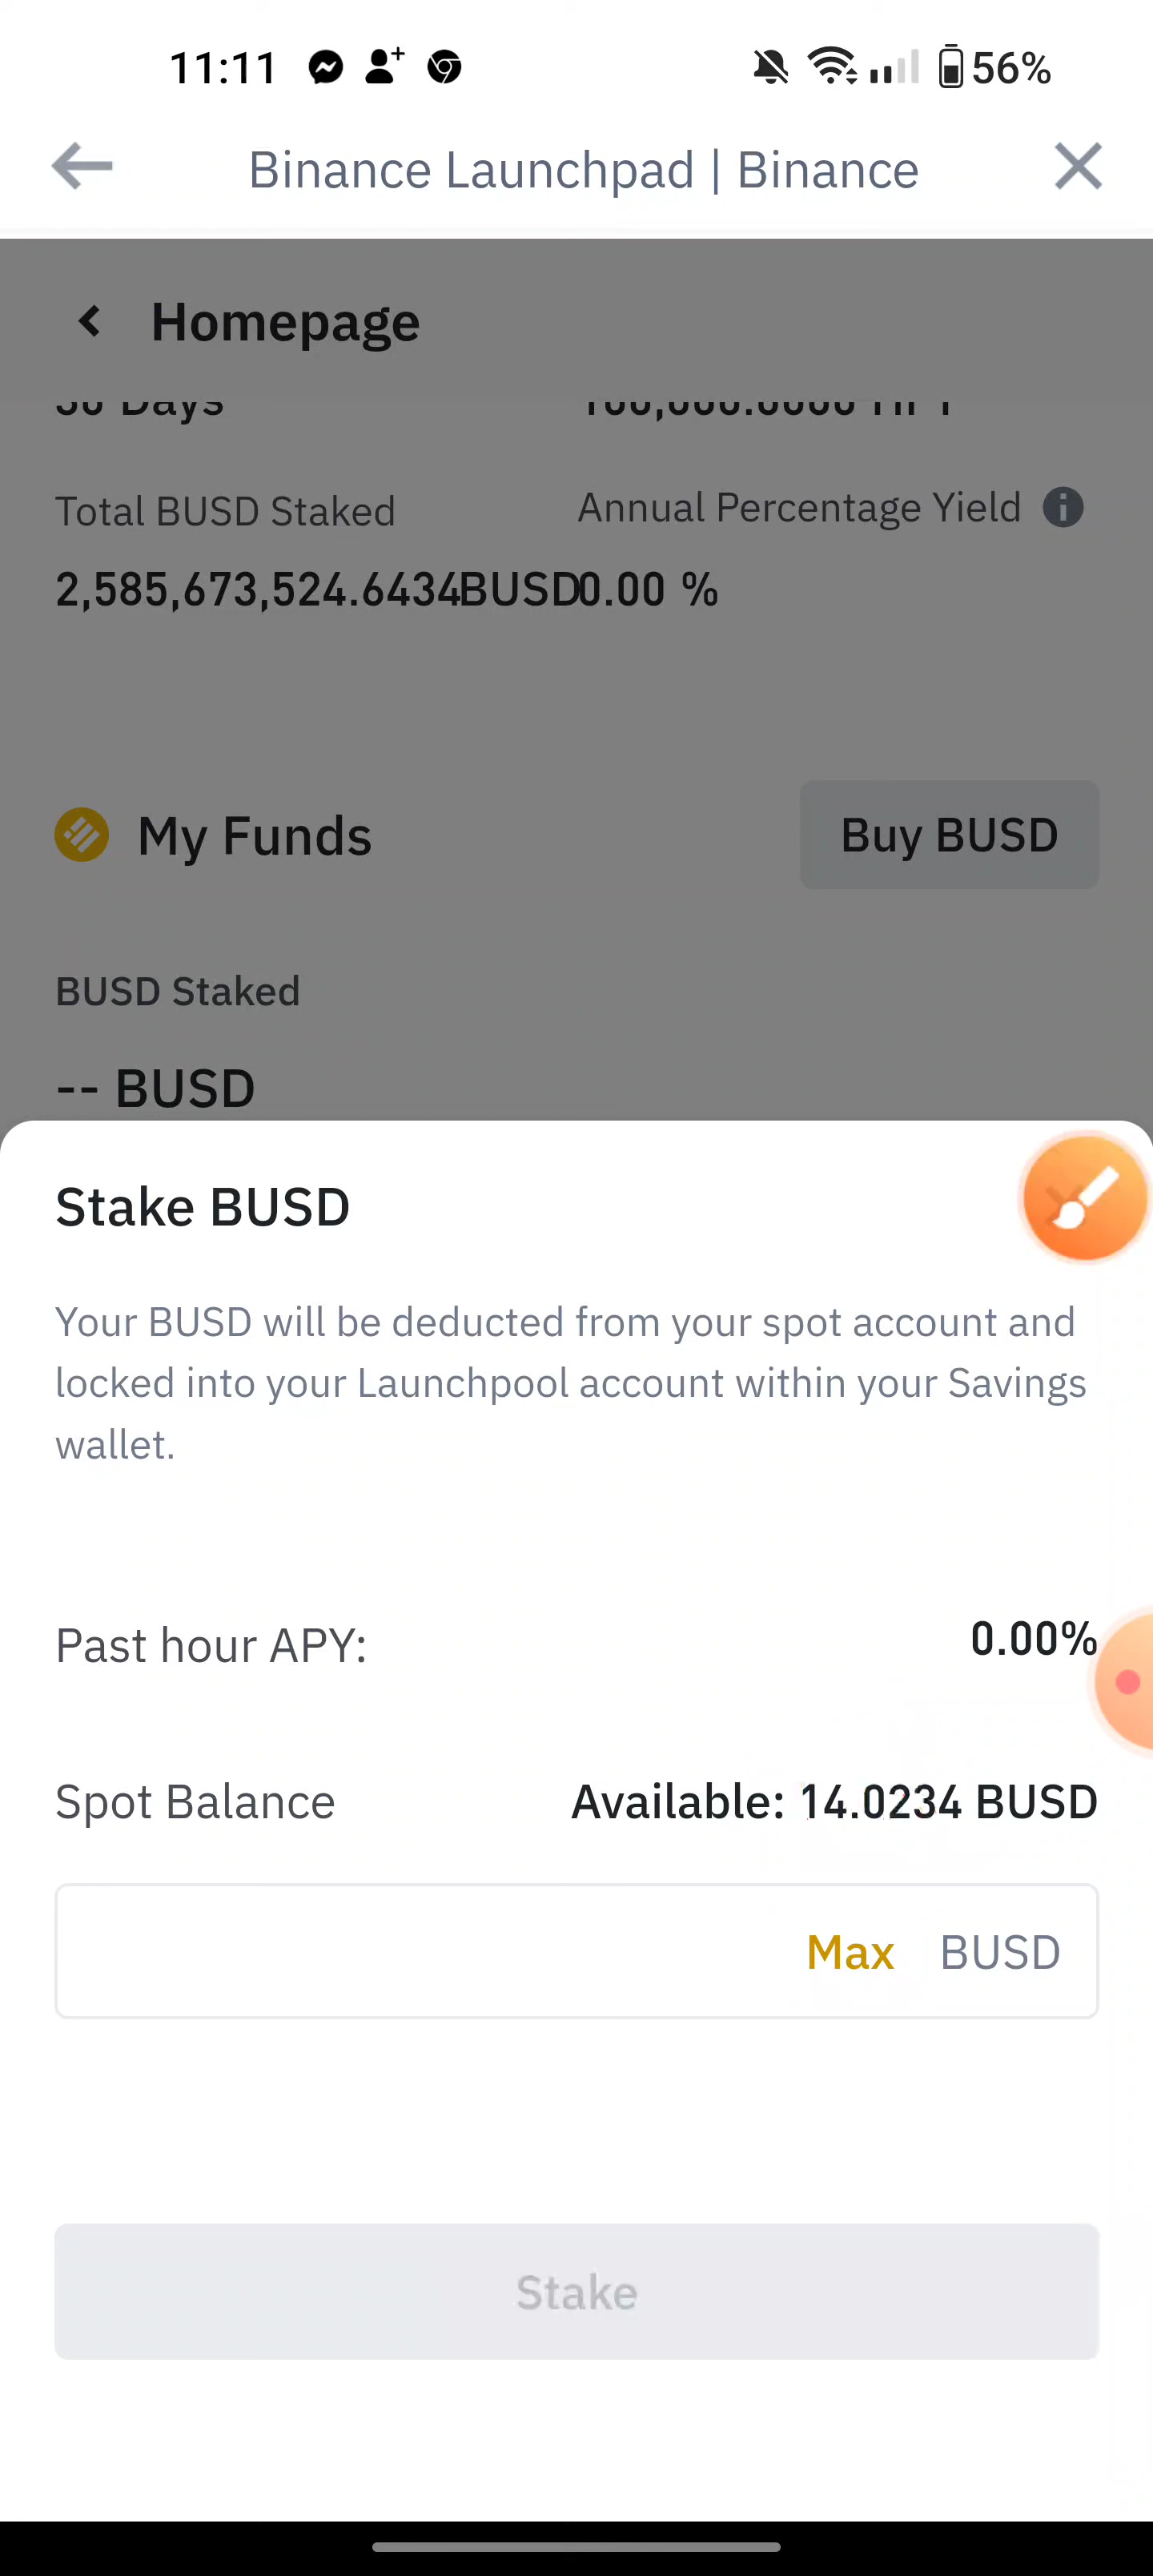 11:11 56%
Binance Launchpad | Binance
Homepage
Total BUSD Staked Annual Percentage Yield
2,585,673,524.6434BUSD0.00 %
My Funds Buy BUSD
BUSD Staked
-- BUSD
Stake BUSD
Your BUSD will be deducted from your spot account and
locked into your Launchpool account within your Savings
wallet.
Past hour APY: 0.00%
Spot Balance Available: 14.0234 BUSD
Max BUSD
Stake